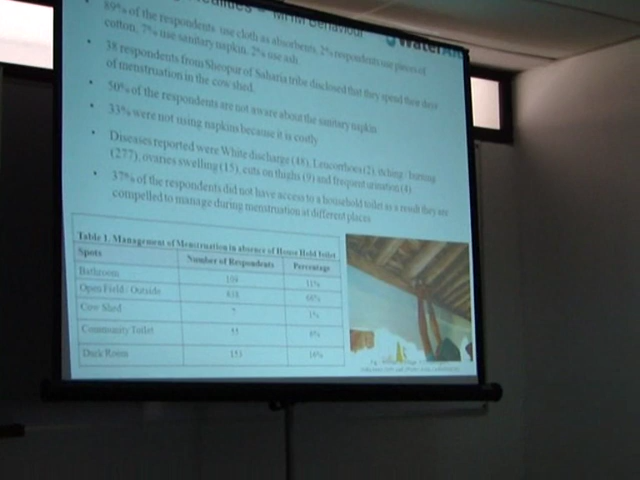 MHM Behaviour
WaterAid
• 89% of the respondents use cloth as absorbents, 2% respondents use pieces of
cotton, 7% use sanitary napkin, 2% use ash
• 38 respondents from Sheopur of Saharia tribe disclosed that they spend their days
of menstruation in the cow shed.
• 50% of the respondents are not aware about the sanitary napkin
• 33% were not using napkins because it is costly
• Diseases reported were White discharge (48), Leucorrhoea (2), itching / burning
(277), ovaries swelling (15), cuts on thighs (9) and frequent urination (4)
• 37% of the respondents did not have access to a household toilet as a result they are
compelled to manage during menstruation at different places
Table 1. Management of Menstruation in absence of House Hold toilet
Spots Number of Respondents Percentage
Bathroom 11%
Open Field / Outside
Cow Shed 7 1%
Community Toilet
Dark Room 153 16%